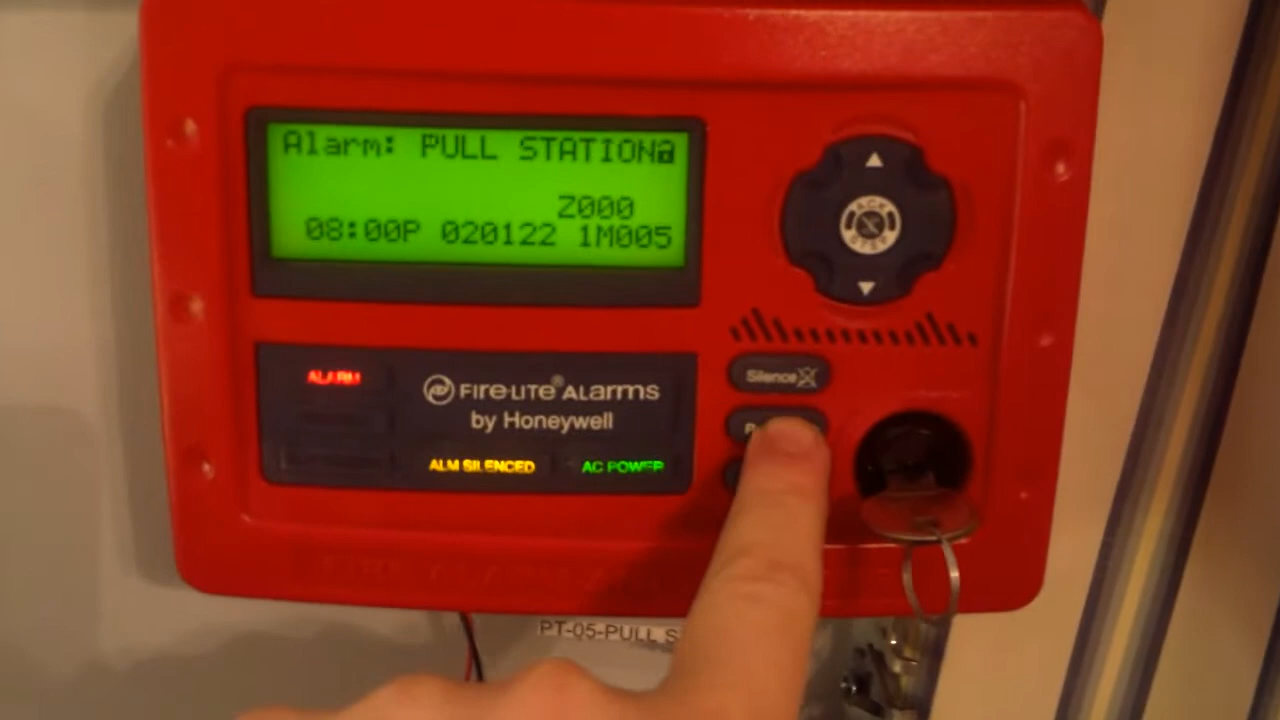 Alarm: PULL STATION
Z000
08:00P 020122 1M005
ACK
STEP
Silence
ALARM
FIRE·LITE® ALARMS
by Honeywell
ALM SILENCED
AC POWER
PT-05-PULL S